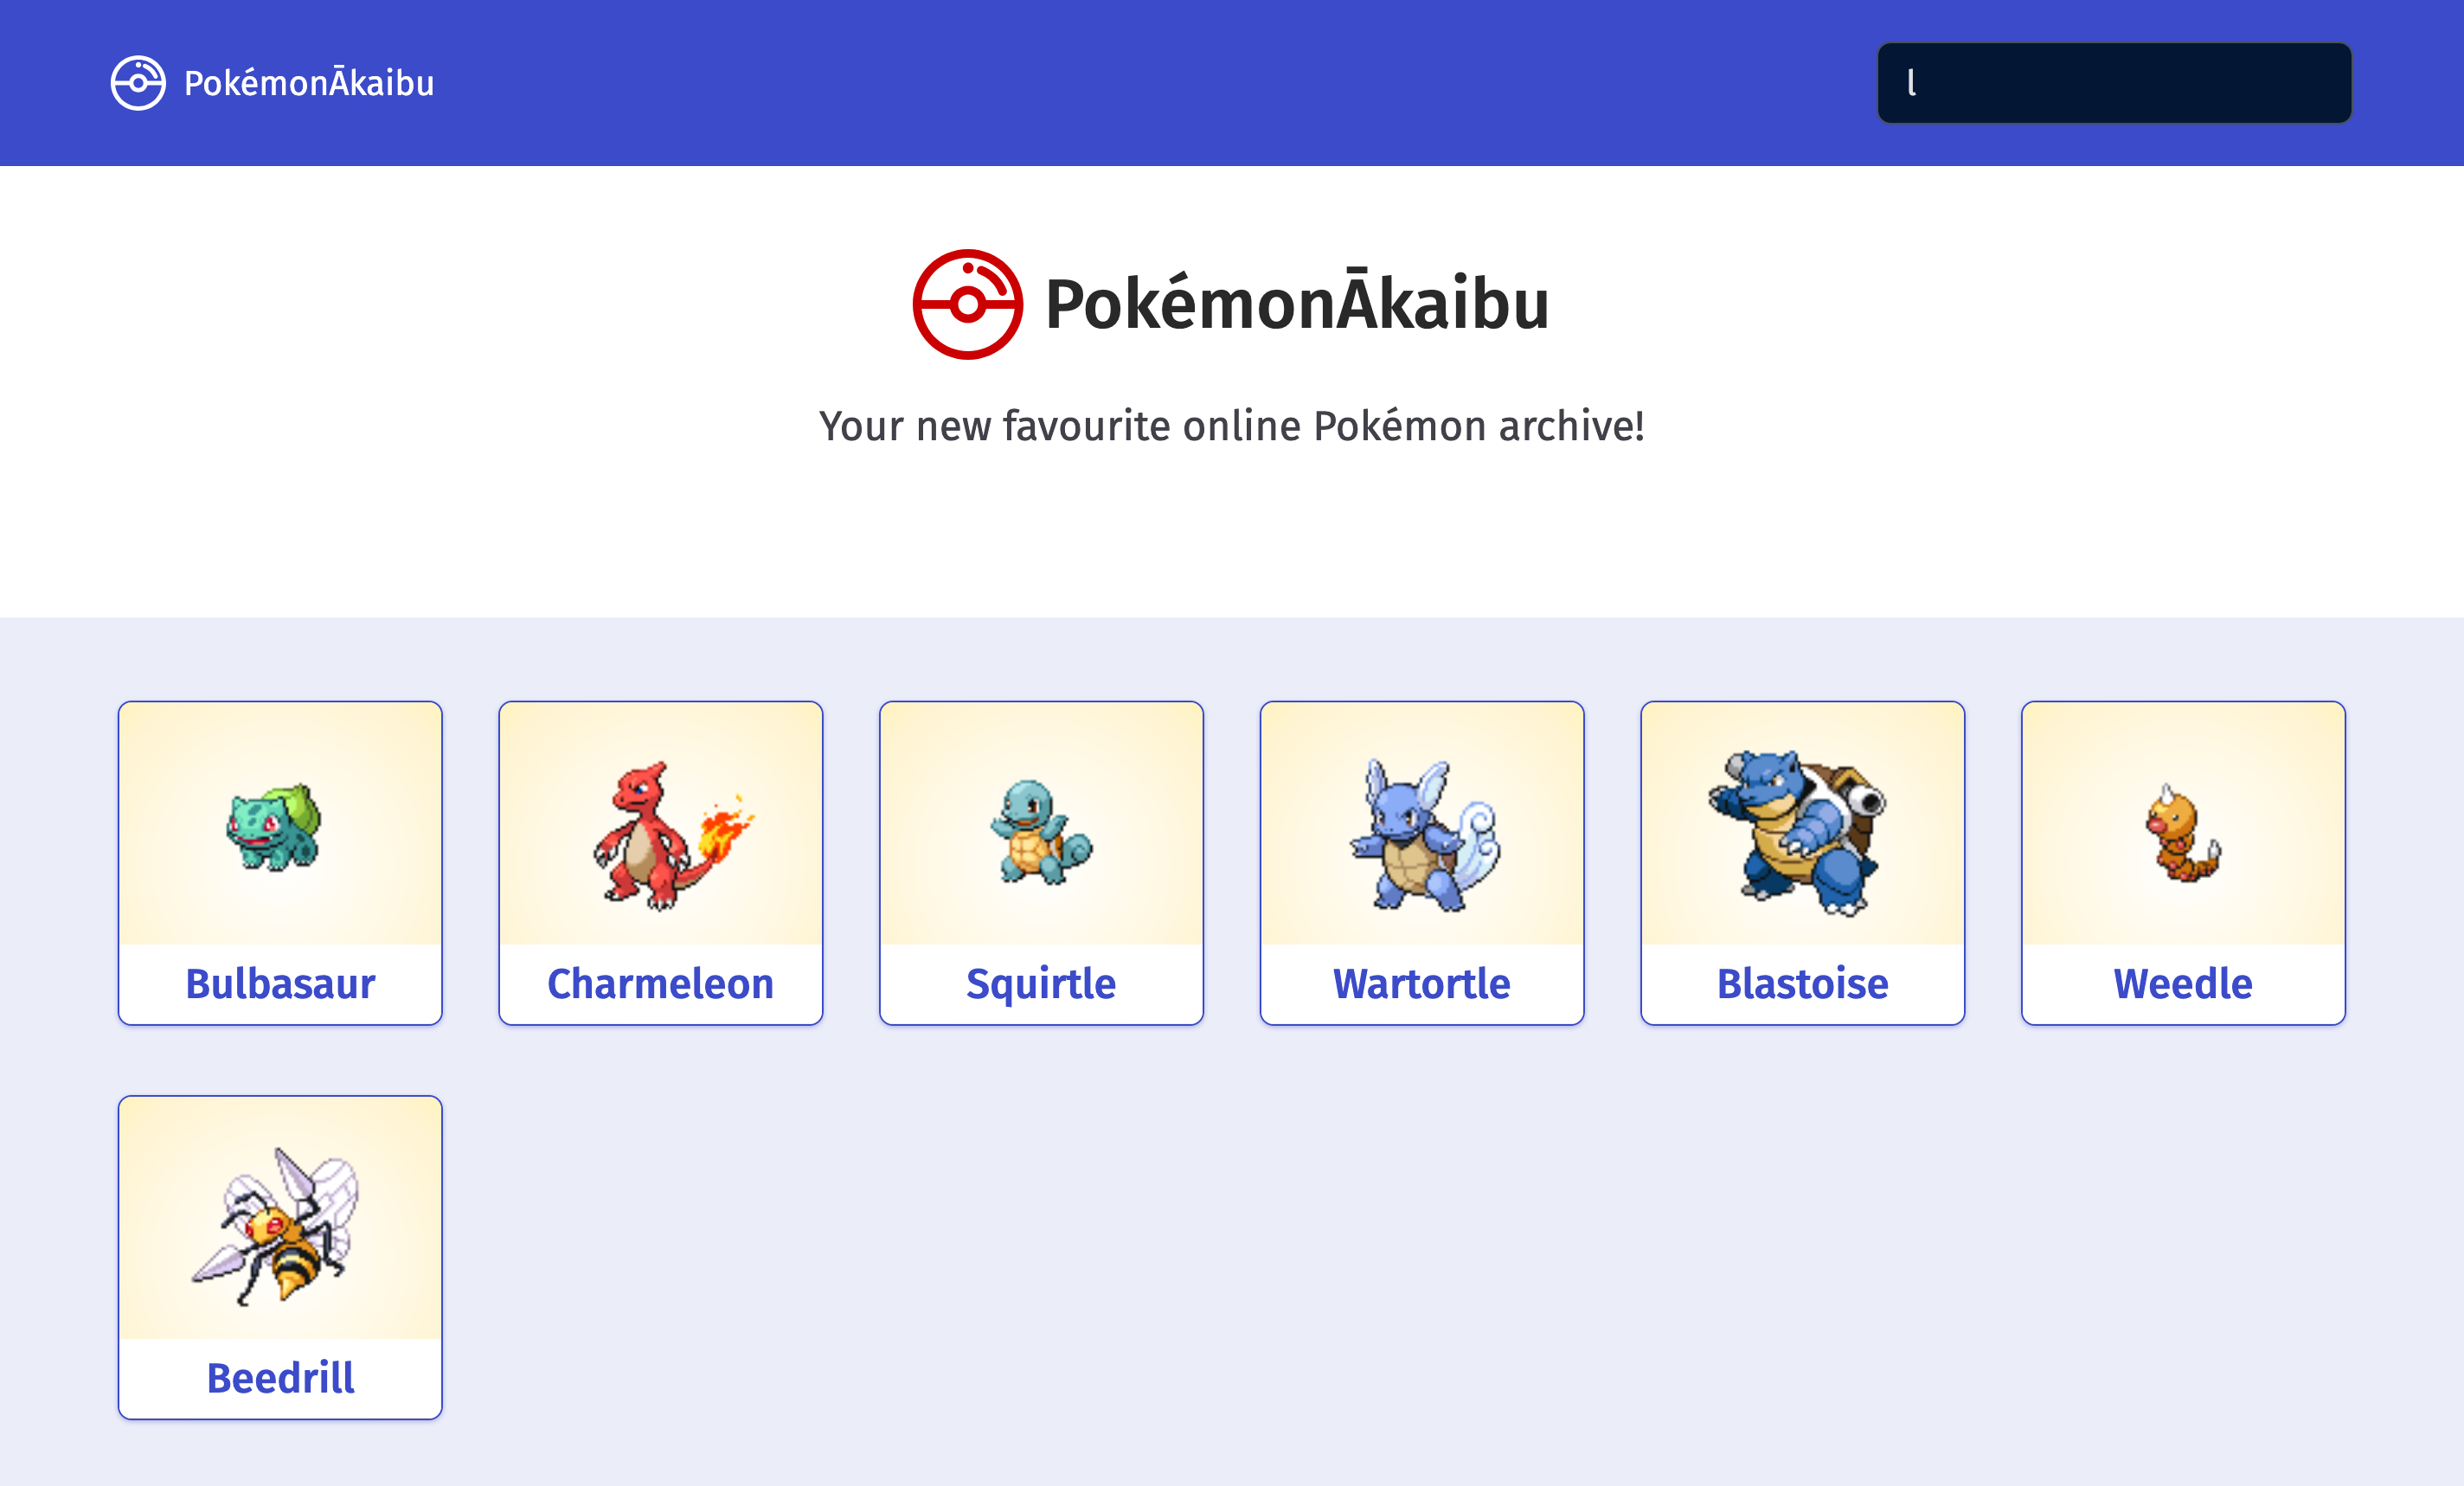 PokémonĀkaibu
l
PokémonĀkaibu
Your new favourite online Pokémon archive!
Bulbasaur
Charmeleon
Squirtle
Wartortle
Blastoise
Weedle
Beedrill